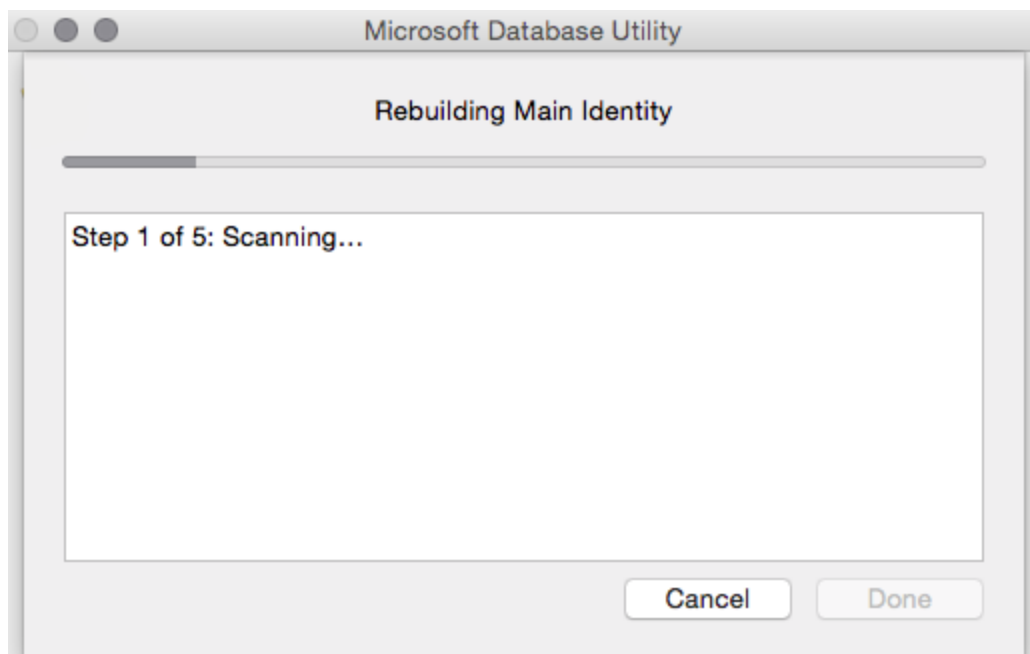 Microsoft Database Utility
Rebuilding Main Identity
Step 1 of 5: Scanning...
Cancel
Done